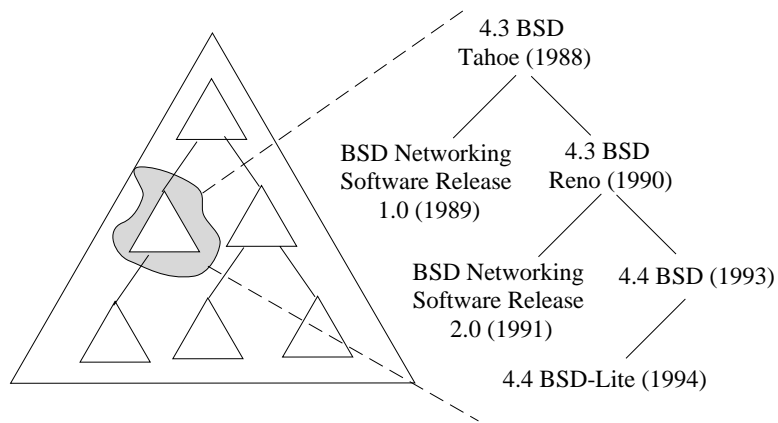 4.3 BSD
Tahoe (1988)
BSD Networking
Software Release
1.0 (1989)
4.3 BSD
Reno (1990)
BSD Networking
Software Release
2.0 (1991)
4.4 BSD (1993)
4.4 BSD-Lite (1994)